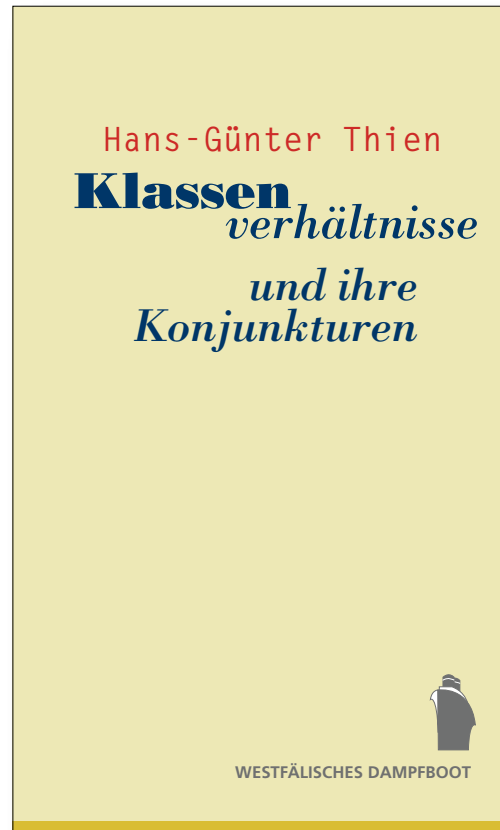 Hans-Günter Thien
Klassen
verhältnisse
und ihre
Konjunkturen
WESTFÄLISCHES DAMPFBOOT